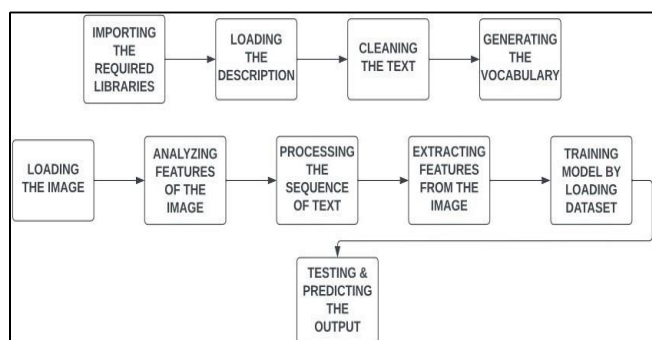 IMPORTING
THE
REQUIRED
LIBRARIES
LOADING
THE
DESCRIPTION
CLEANING
THE TEXT
GENERATING
THE
VOCABULARY
LOADING
THE IMAGE
ANALYZING
FEATURES
OF THE
IMAGE
PROCESSING
THE
SEQUENCE
OF TEXT
EXTRACTING
FEATURES
FROM THE
IMAGE
TRAINING
MODEL BY
LOADING
DATASET
TESTING &
PREDICTING
THE
OUTPUT